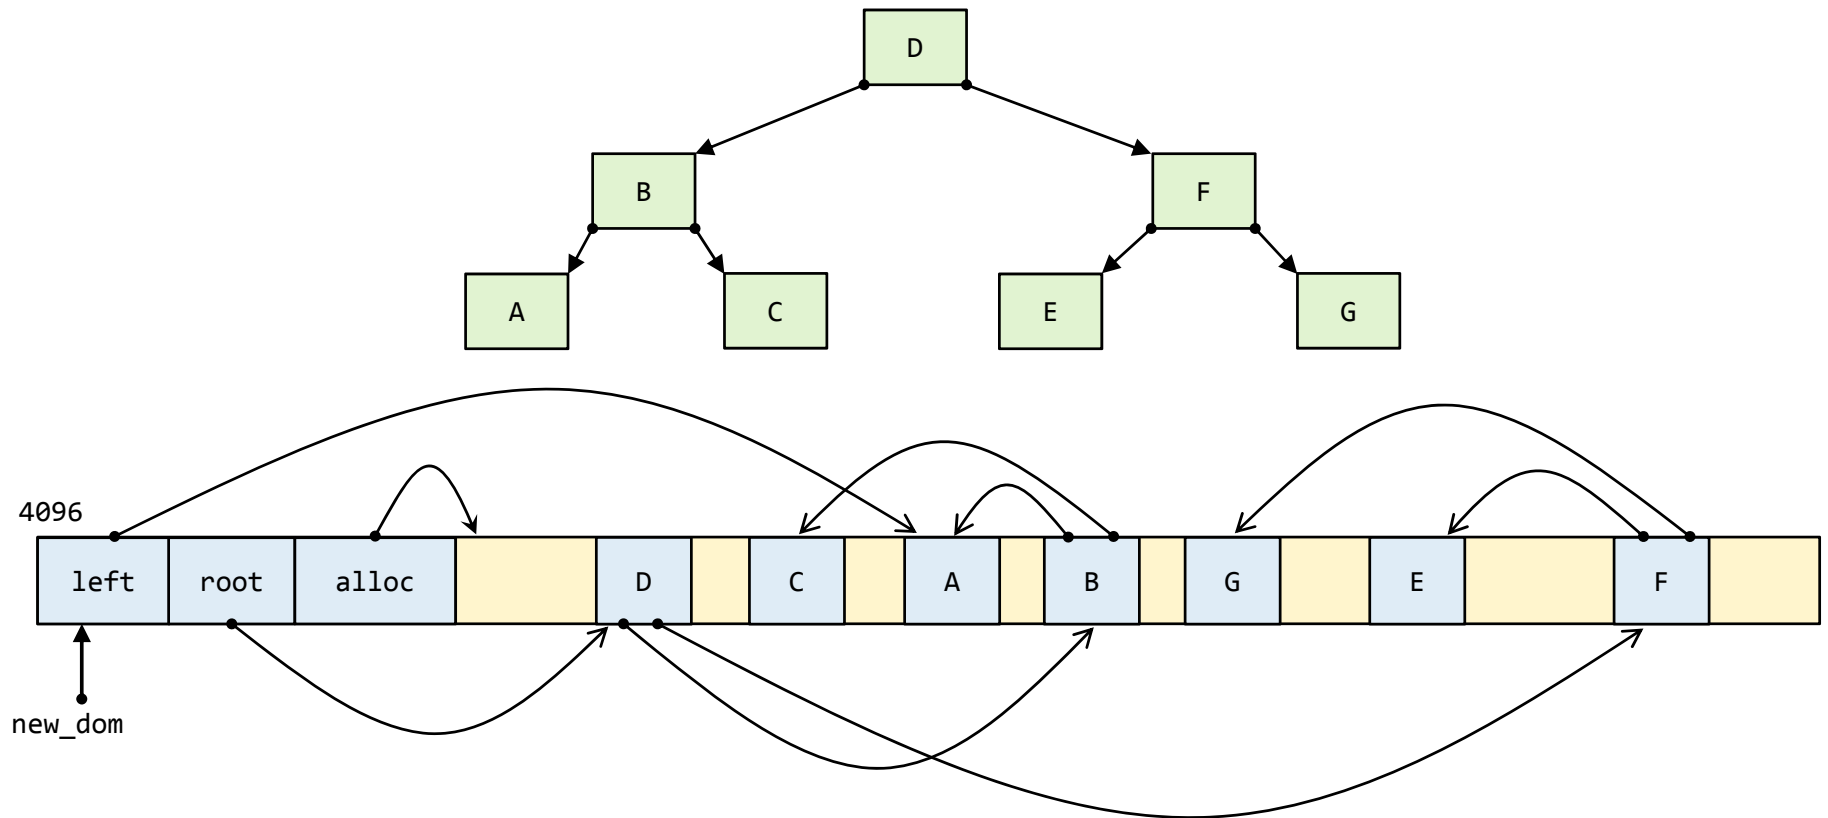 D
B F
A C E G
4096
left root alloc D C A B G E F
new_dom